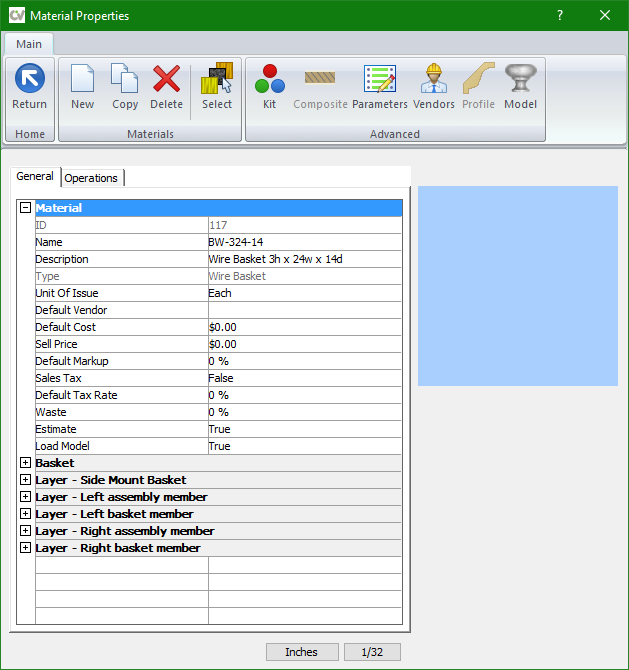 CV Material Properties ?
Main
Return New Copy Delete Select Kit Composite Parameters Vendors Profile Model
Home Materials Advanced
General Operations
Material
ID 117
Name BW-324-14
Description Wire Basket 3h x 24w x 14d
Type Wire Basket
Unit Of Issue Each
Default Vendor
Default Cost $0.00
Sell Price $0.00
Default Markup 0 %
Sales Tax False
Default Tax Rate 0 %
Waste 0 %
Estimate True
Load Model True
Basket
Layer - Side Mount Basket
Layer - Left assembly member
Layer - Left basket member
Layer - Right assembly member
Layer - Right basket member
Inches 1/32